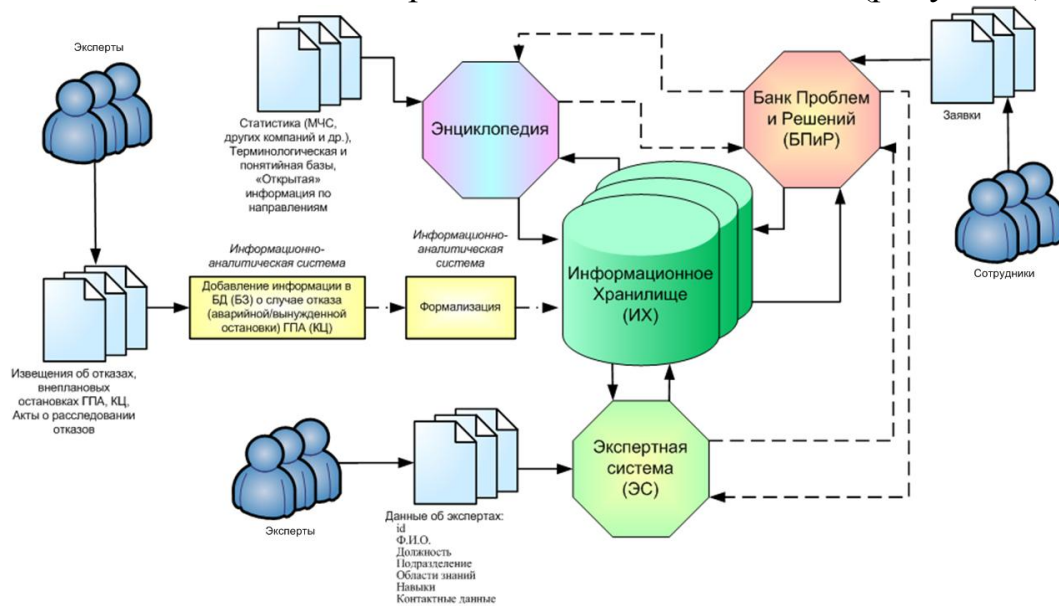 Эксперты
Статистика (МЧС,
других компаний и др.),
Терминологическая и
понятийная базы,
«Открытая»
информация по
направлениям
Энциклопедия
Банк Проблем
и Решений
(БПиР)
Заявки
Сотрудники
Информационно-
аналитическая система
Добавление информации в
БД (БЗ) о случае отказа
(аварийной/вынужденной
остановки) ГПА (КЦ)
Информационно-
аналитическая
система
Формализация
Информационное
Хранилище
(ИХ)
Извещения об отказах,
внеплановых
остановках ГПА, КЦ,
Акты о расследовании
отказов
Эксперты
Данные об экспертах:
id
Ф.И.О.
Должность
Подразделение
Области знаний
Навыки
Контактные данные
Экспертная
система
(ЭС)